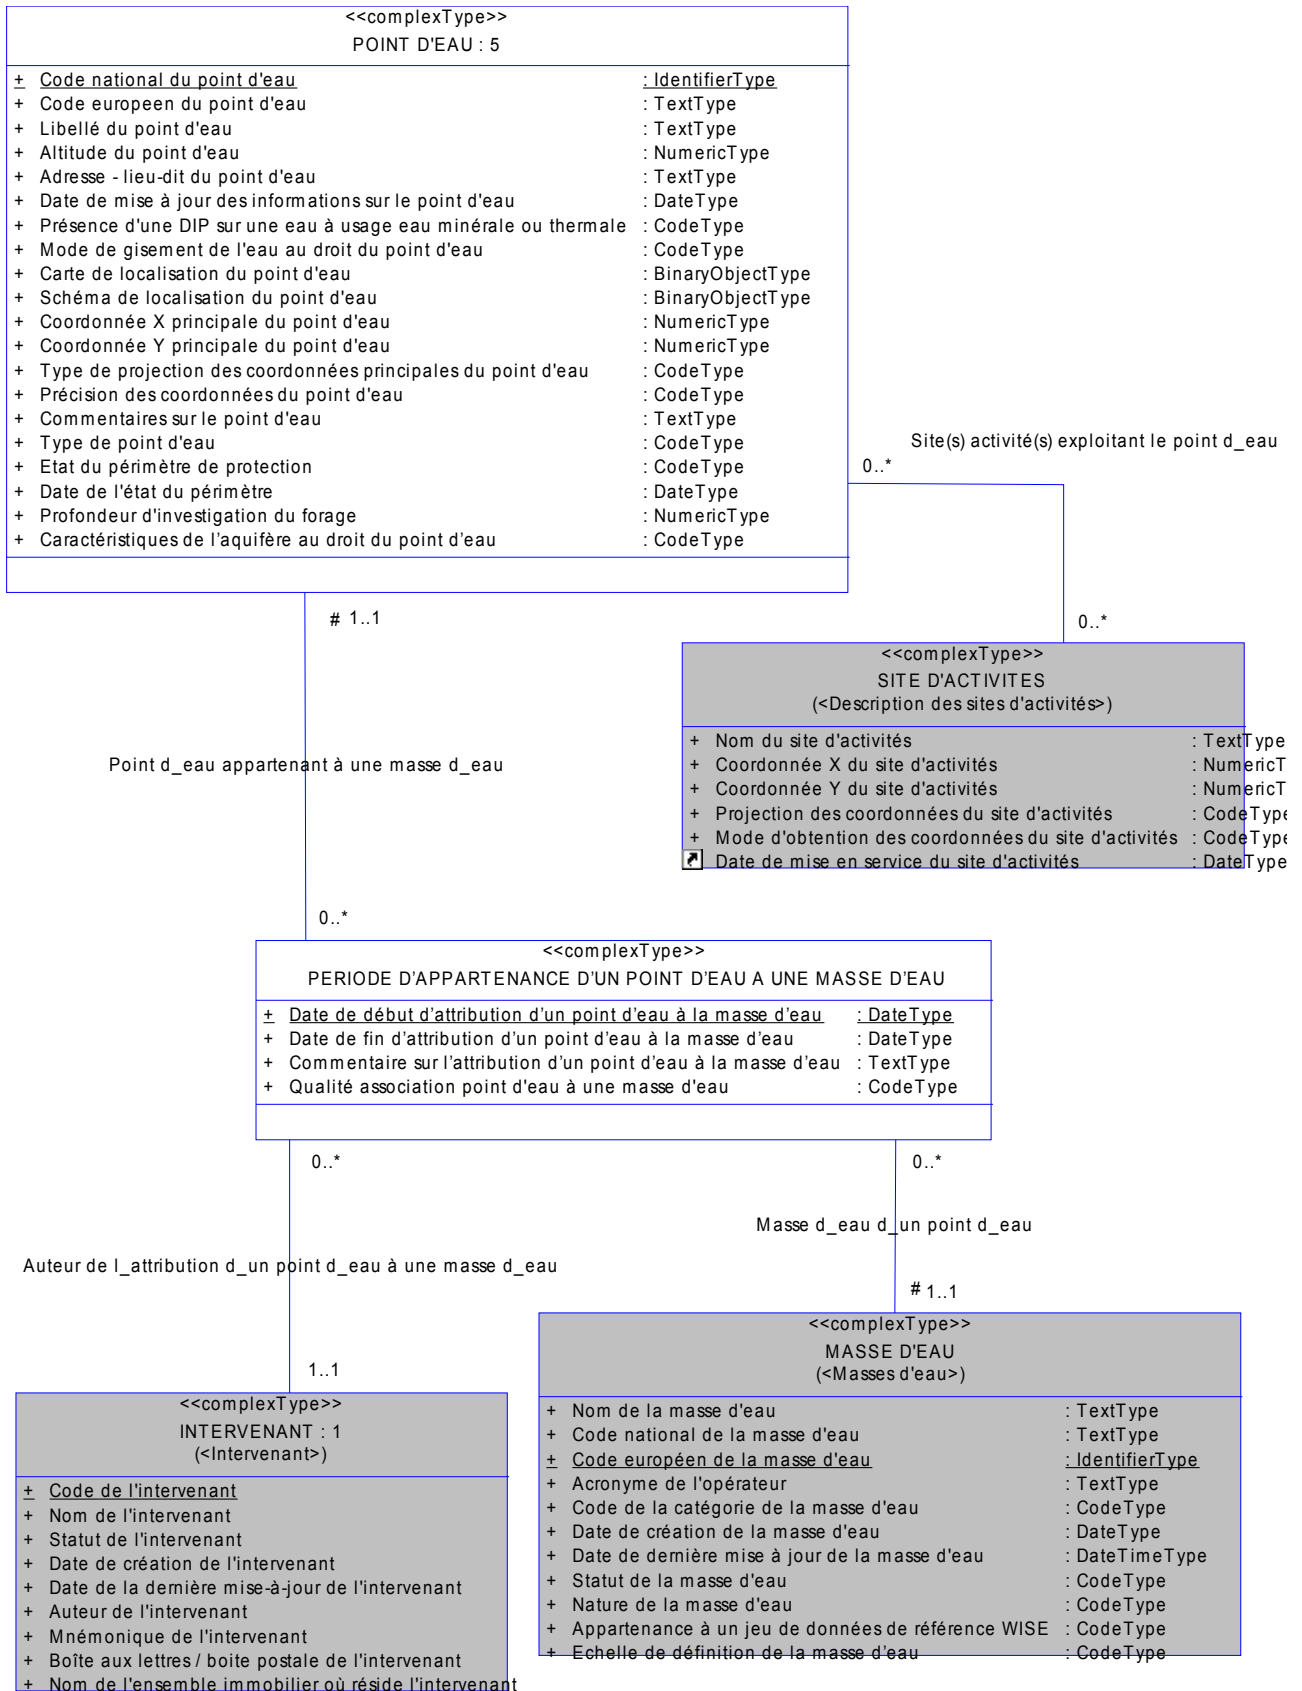 <<complexType>>
POINT D'EAU : 5
+ Code national du point d'eau : IdentifierType
+ Code europeen du point d'eau : TextType
+ Libellé du point d'eau : TextType
+ Altitude du point d'eau : NumericType
+ Adresse - lieu-dit du point d'eau : TextType
+ Date de mise à jour des informations sur le point d'eau : DateType
+ Présence d'une DIP sur une eau à usage eau minérale ou thermale : CodeType
+ Mode de gisement de l'eau au droit du point d'eau : CodeType
+ Carte de localisation du point d'eau : BinaryObjectType
+ Schéma de localisation du point d'eau : BinaryObjectType
+ Coordonnée X principale du point d'eau : NumericType
+ Coordonnée Y principale du point d'eau : NumericType
+ Type de projection des coordonnées principales du point d'eau : CodeType
+ Précision des coordonnées du point d'eau : CodeType
+ Commentaires sur le point d'eau : TextType
+ Type de point d'eau : CodeType
+ Etat du périmètre de protection : CodeType
+ Date de l'état du périmètre : DateType
+ Profondeur d'investigation du forage : NumericType
+ Caractéristiques de l’aquifère au droit du point d’eau : CodeType
Site(s) activité(s) exploitant le point d_eau
0..*
# 1..1
0..*
<<complexType>>
SITE D'ACTIVITES
(<Description des sites d'activités>)
+ Nom du site d'activités : TextType
+ Coordonnée X du site d'activités : NumericT
+ Coordonnée Y du site d'activités : NumericT
+ Projection des coordonnées du site d'activités : CodeType
+ Mode d'obtention des coordonnées du site d'activités : CodeType
Date de mise en service du site d'activités : DateType
Point d_eau appartenant à une masse d_eau
0..*
<<complexType>>
PERIODE D’APPARTENANCE D’UN POINT D’EAU A UNE MASSE D’EAU
+ Date de début d’attribution d’un point d’eau à la masse d’eau : DateType
+ Date de fin d’attribution d’un point d’eau à la masse d’eau : DateType
+ Commentaire sur l’attribution d’un point d’eau à la masse d’eau : TextType
+ Qualité association point d'eau à une masse d'eau : CodeType
0..*
0..*
Masse d_eau d_un point d_eau
Auteur de l_attribution d_un point d_eau à une masse d_eau
# 1..1
1..1
<<complexType>>
MASSE D'EAU
(<Masses d'eau>)
+ Nom de la masse d'eau : TextType
+ Code national de la masse d'eau : TextType
+ Code européen de la masse d'eau : IdentifierType
+ Acronyme de l'opérateur : TextType
+ Code de la catégorie de la masse d'eau : CodeType
+ Date de création de la masse d'eau : DateType
+ Date de dernière mise à jour de la masse d'eau : DateTimeType
+ Statut de la masse d'eau : CodeType
+ Nature de la masse d'eau : CodeType
+ Appartenance à un jeu de données de référence WISE : CodeType
+ Echelle de définition de la masse d’eau : CodeType
<<complexType>>
INTERVENANT : 1
(<Intervenant>)
+ Code de l'intervenant
+ Nom de l'intervenant
+ Statut de l'intervenant
+ Date de création de l'intervenant
+ Date de la dernière mise-à-jour de l'intervenant
+ Auteur de l'intervenant
+ Mnémonique de l'intervenant
+ Boîte aux lettres / boite postale de l'intervenant
+ Nom de l'ensemble immobilier où réside l'intervenant